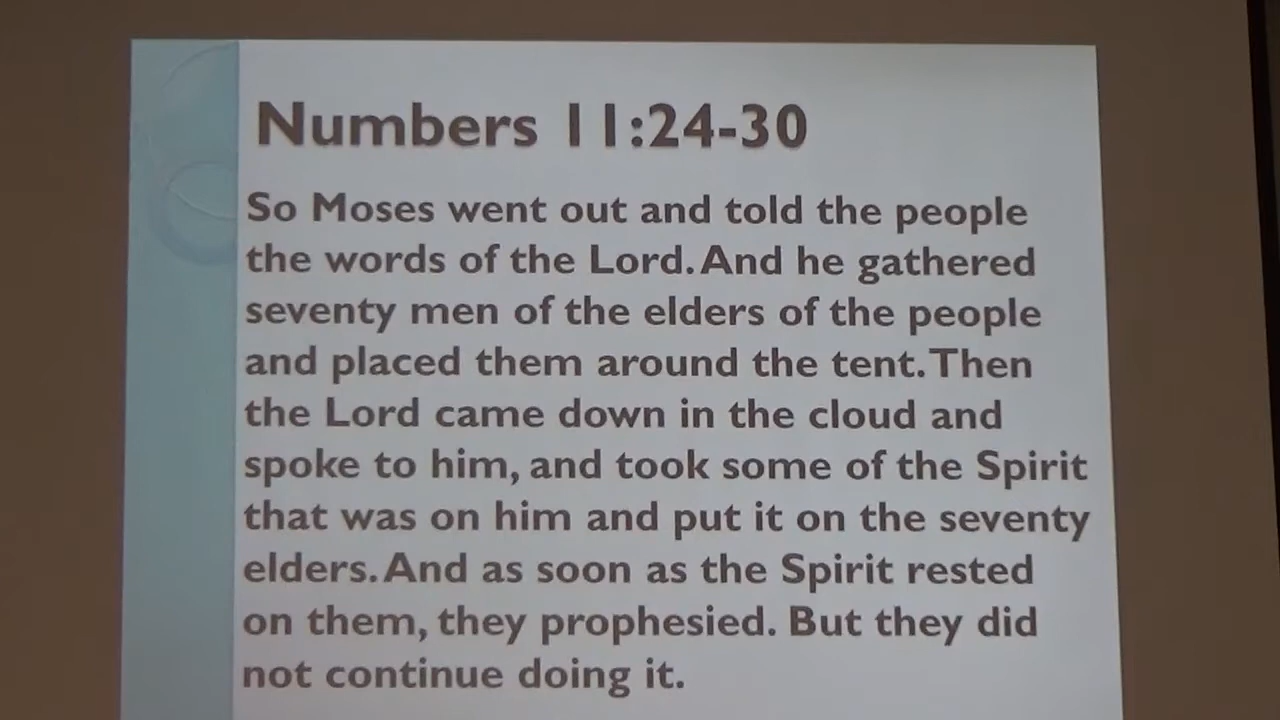 Numbers 11:24-30
So Moses went out and told the people
the words of the Lord. And he gathered
seventy men of the elders of the people
and placed them around the tent. Then
the Lord came down in the cloud and
spoke to him, and took some of the Spirit
that was on him and put it on the seventy
elders. And as soon as the Spirit rested
on them, they prophesied. But they did
not continue doing it.